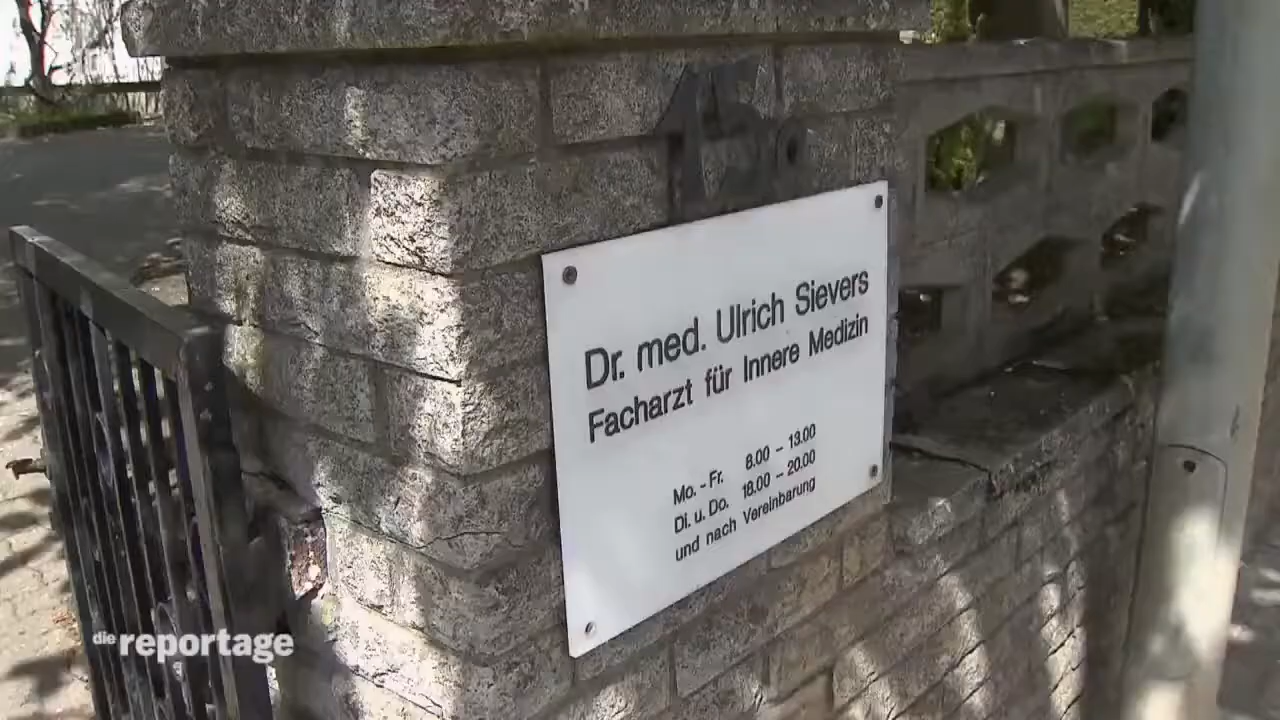 Dr. med. Ulrich Sievers
Facharzt für Innere Medizin
Mo. - Fr. 8.00 - 13.00
Di. u. Do. 18.00 - 20.00
und nach Vereinbarung
die reportage